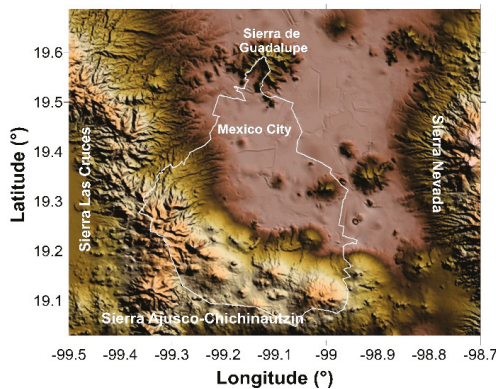 19.6
19.5
19.4
19.3
19.2
19.1
Latitude (°)
Sierra de
Guadalupe
Mexico City
Sierra Las Cruces
Sierra Nevada
Sierra Ajusco-Chichinautzin
-99.5 -99.4 -99.3 -99.2 -99.1 -99 -98.9 -98.8 -98.7
Longitude (°)